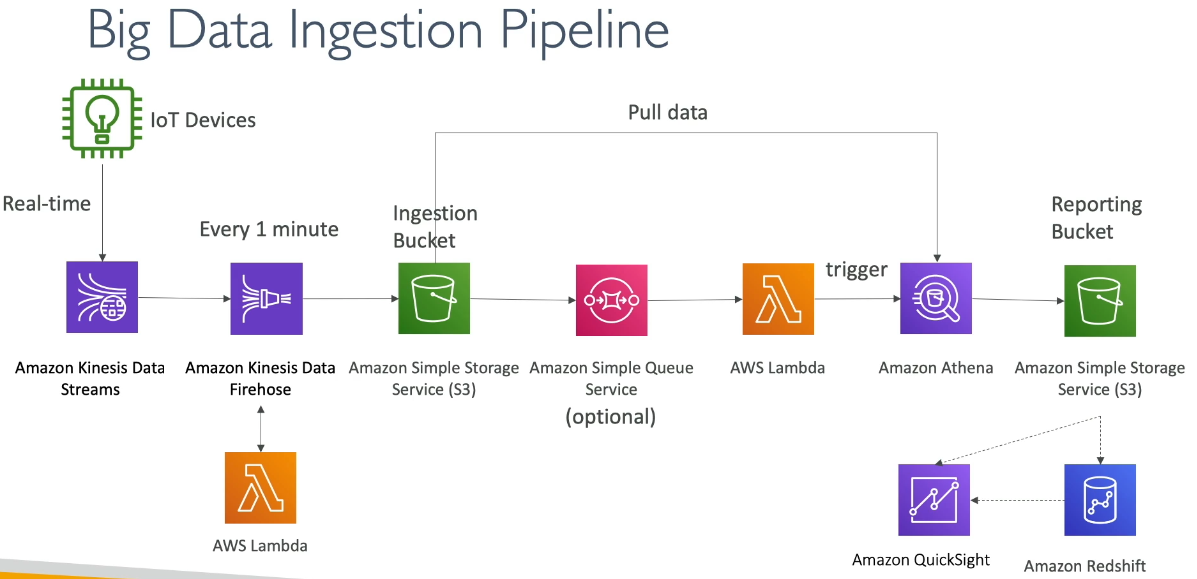 Big Data Ingestion Pipeline
IoT Devices
Pull data
Real-time
Every 1 minute
Ingestion
Bucket
Reporting
Bucket
trigger
Amazon Kinesis Data
Streams
Amazon Kinesis Data
Firehose
Amazon Simple Storage
Service (S3)
Amazon Simple Queue
Service
(optional)
AWS Lambda
Amazon Athena
Amazon Simple Storage
Service (S3)
AWS Lambda
Amazon QuickSight
Amazon Redshift